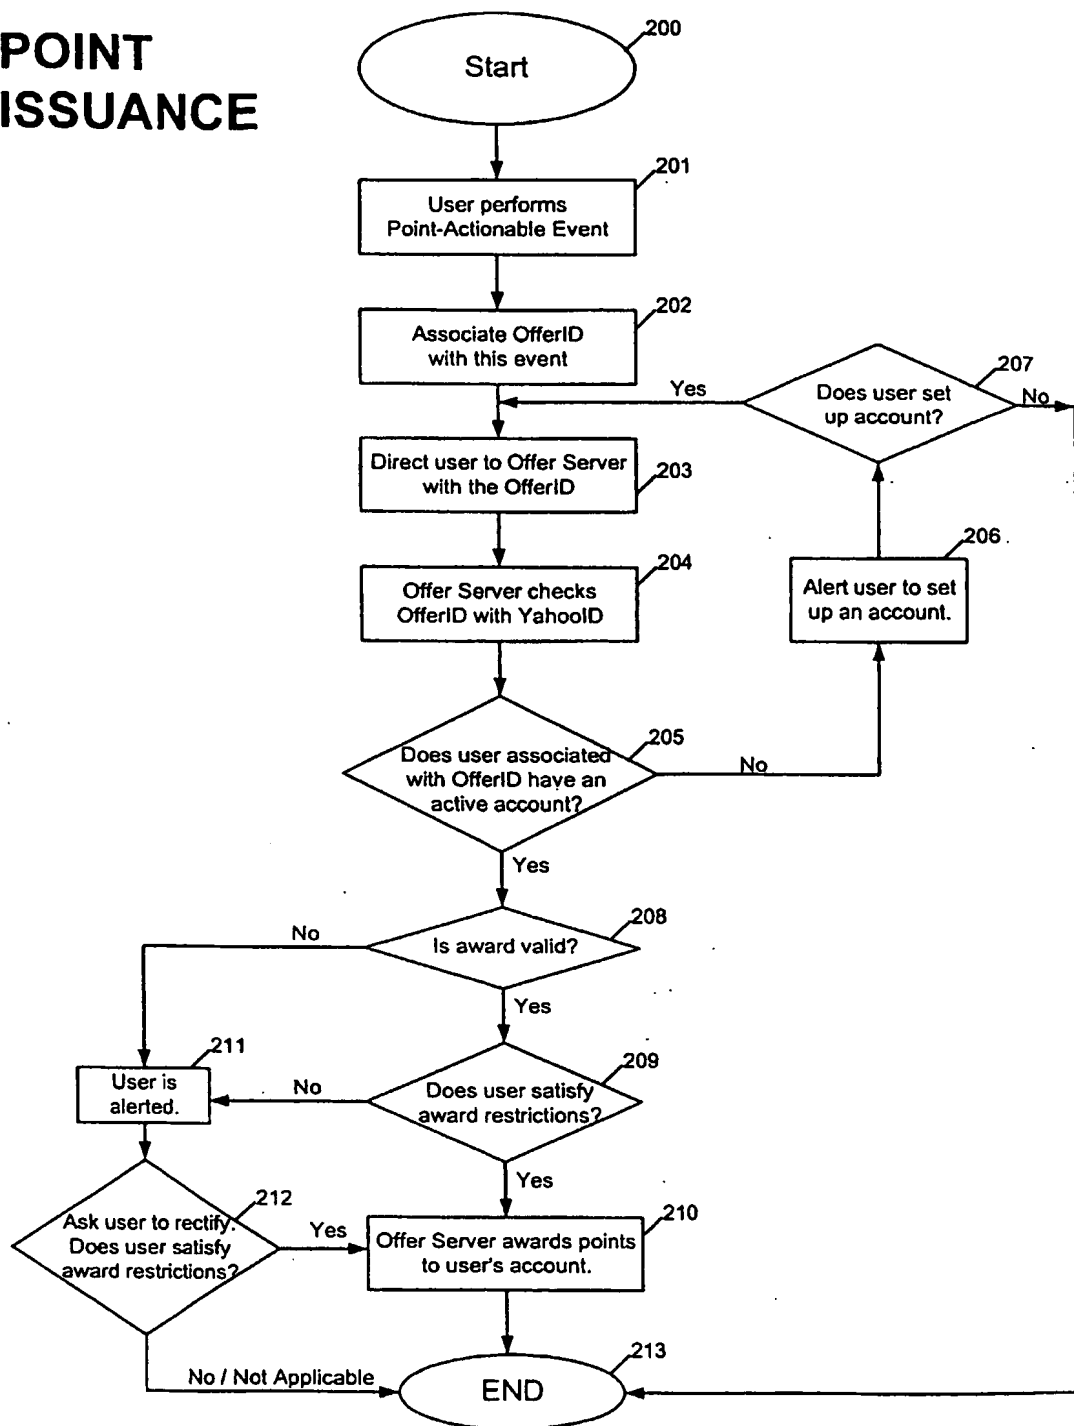 POINT
ISSUANCE
200
Start
201
User performs
Point-Actionable Event
202
Associate OfferID
with this event
207
Does user set
up account?
Yes
No
203
Direct user to Offer Server
with the OfferID
206
Alert user to set
up an account.
204
Offer Server checks
OfferID with YahooID
205
Does user associated
with OfferID have an
active account?
No
Yes
208
Is award valid?
No
Yes
209
Does user satisfy
award restrictions?
No
211
User is
alerted.
Yes
212
Ask user to rectify.
Does user satisfy
award restrictions?
Yes
210
Offer Server awards points
to user's account.
No / Not Applicable
213
END